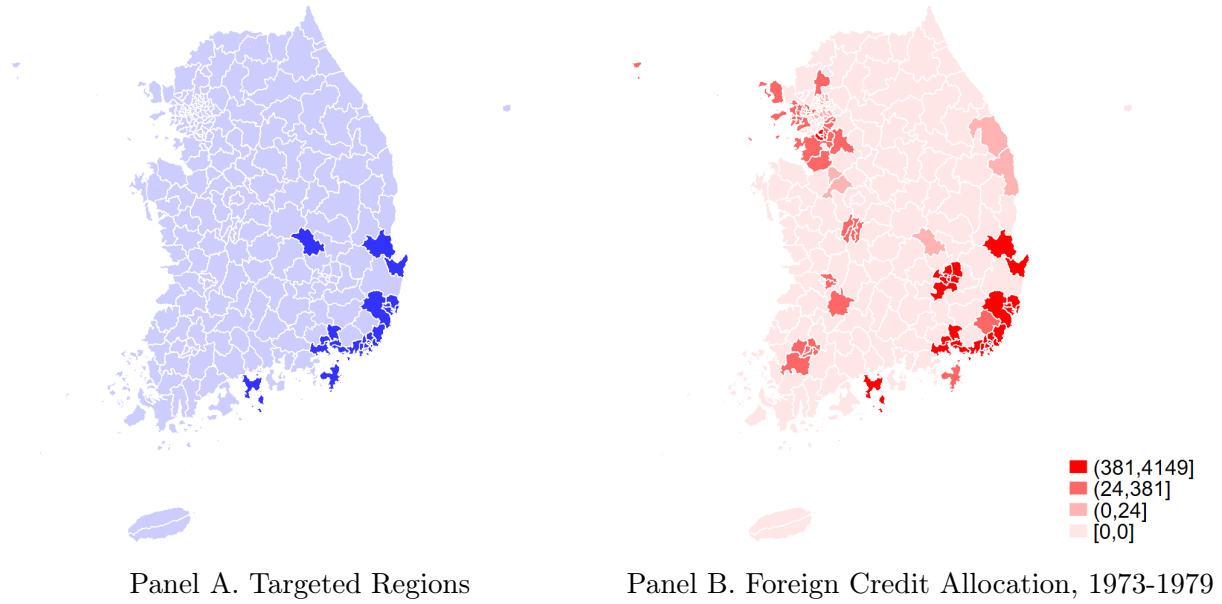 (381,4149]
(24,381]
(0,24]
[0,0]
Panel A. Targeted Regions
Panel B. Foreign Credit Allocation, 1973-1979